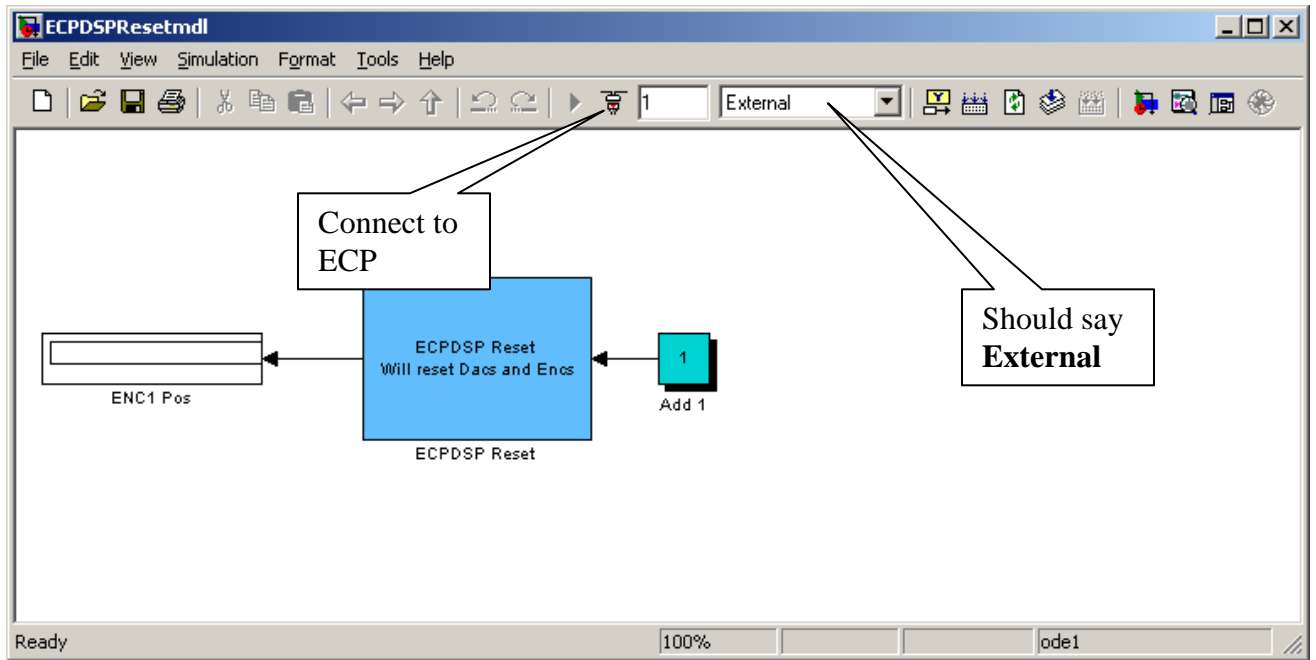 ECPDSPResetmdl
File Edit View Simulation Format Tools Help
1 External
Connect to
ECP
Should say
External
ECPDSP Reset
Will reset Dacs and Encs
1
ENC1 Pos
Add 1
ECPDSP Reset
Ready 100% ode1